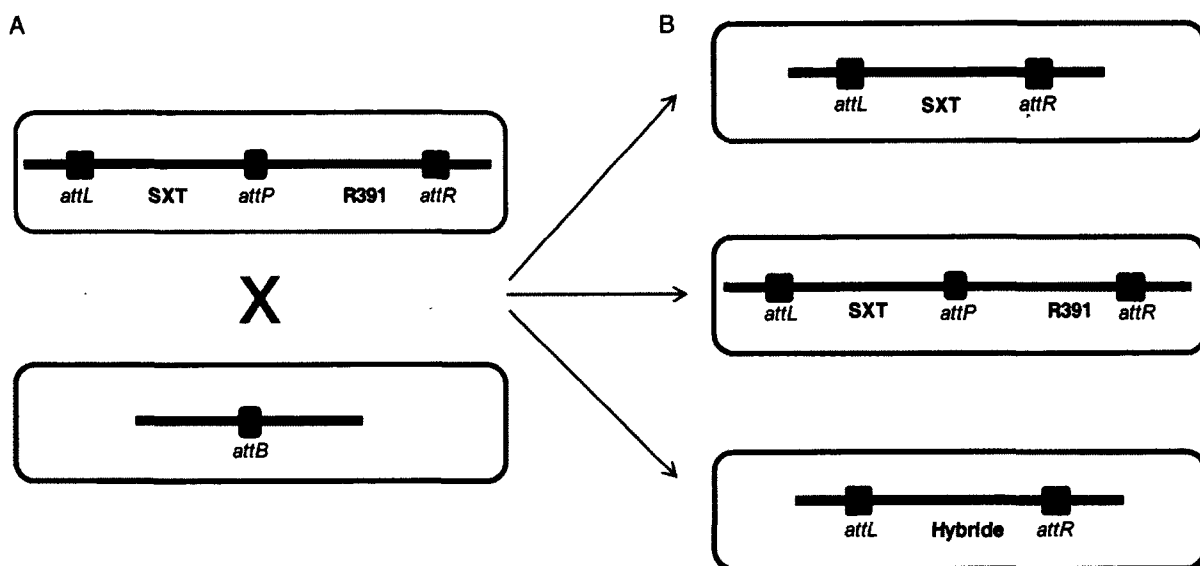 A
attL SXT attP R391 attR
X
attB
B
attL SXT attR
attL SXT attP R391 attR
attL Hybride attR